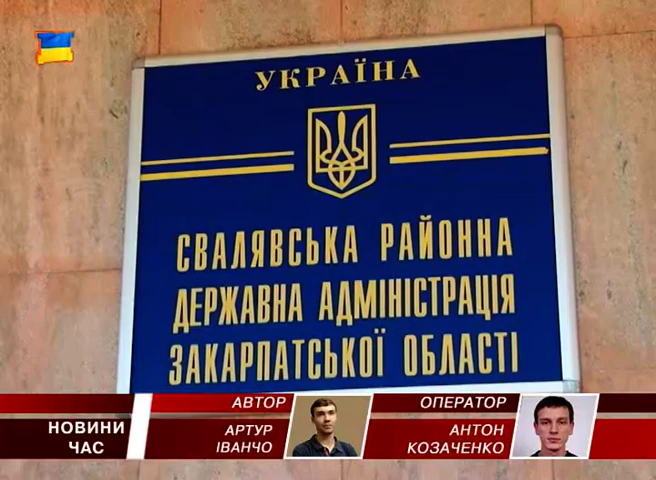 УКРАЇНА
СВАЛЯВСЬКА РАЙОННА
ДЕРЖАВНА АДМІНІСТРАЦІЯ
ЗАКАРПАТСЬКОЇ ОБЛАСТІ
НОВИНИ
ЧАС
АВТОР
АРТУР
ІВАНЧО
ОПЕРАТОР
АНТОН
КОЗАЧЕНКО